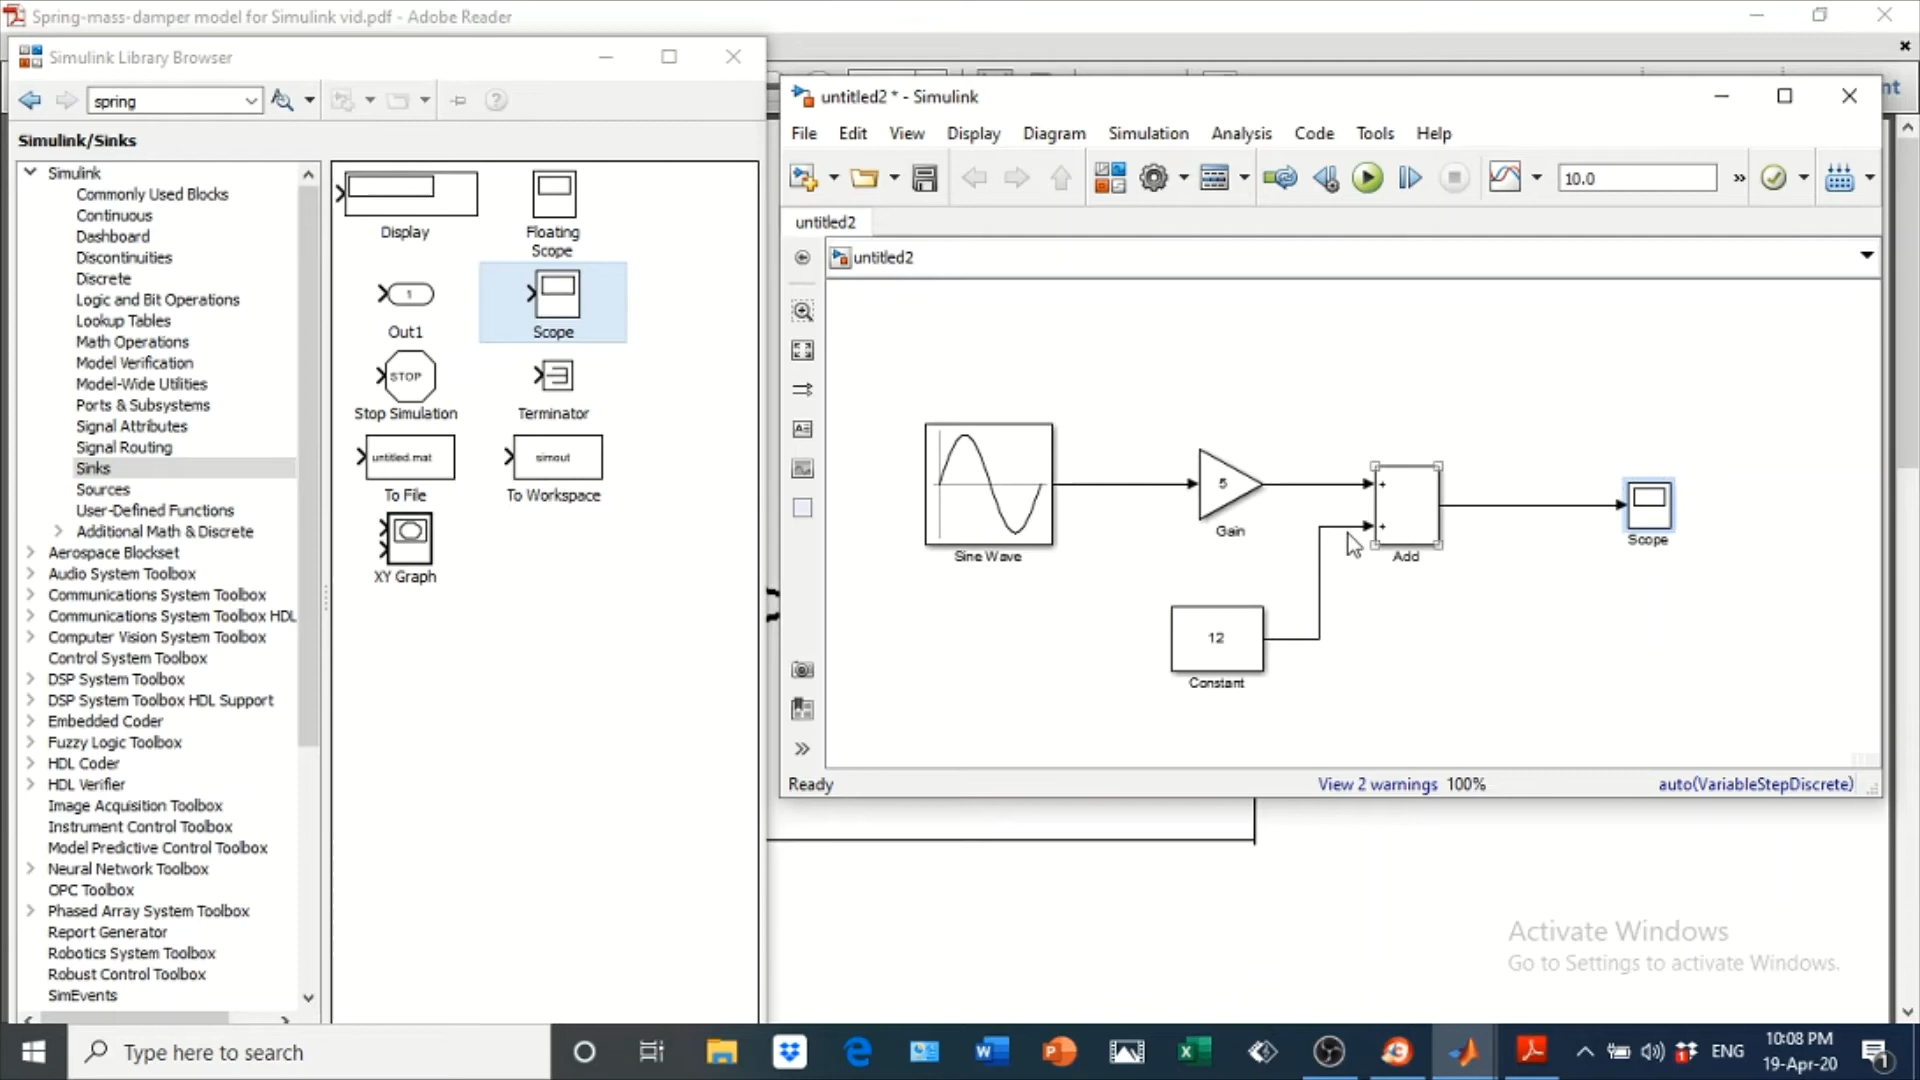 Spring-mass-damper model for Simulink vid.pdf - Adobe Reader
Simulink Library Browser
spring
Simulink/Sinks
Simulink
Commonly Used Blocks
Continuous
Dashboard
Discontinuities
Discrete
Logic and Bit Operations
Lookup Tables
Math Operations
Model Verification
Model-Wide Utilities
Ports & Subsystems
Signal Attributes
Signal Routing
Sinks
Sources
User-Defined Functions
Additional Math & Discrete
Aerospace Blockset
Audio System Toolbox
Communications System Toolbox
Communications System Toolbox HDL
Computer Vision System Toolbox
Control System Toolbox
DSP System Toolbox
DSP System Toolbox HDL Support
Embedded Coder
Fuzzy Logic Toolbox
HDL Coder
HDL Verifier
Image Acquisition Toolbox
Instrument Control Toolbox
Model Predictive Control Toolbox
Neural Network Toolbox
OPC Toolbox
Phased Array System Toolbox
Report Generator
Robotics System Toolbox
Robust Control Toolbox
SimEvents
Display
Floating
Scope
1
Out1
Scope
STOP
Stop Simulation
Terminator
untitled.mat
To File
simout
To Workspace
XY Graph
nt
untitled2 * - Simulink
File Edit View Display Diagram Simulation Analysis Code Tools Help
10.0
untitled2
untitled2
Sine Wave
5
Gain
+
+
Add
Scope
12
Constant
Ready
View 2 warnings 100%
auto(VariableStepDiscrete)
Activate Windows
Go to Settings to activate Windows.
Type here to search
ENG
10:08 PM
19-Apr-20
1